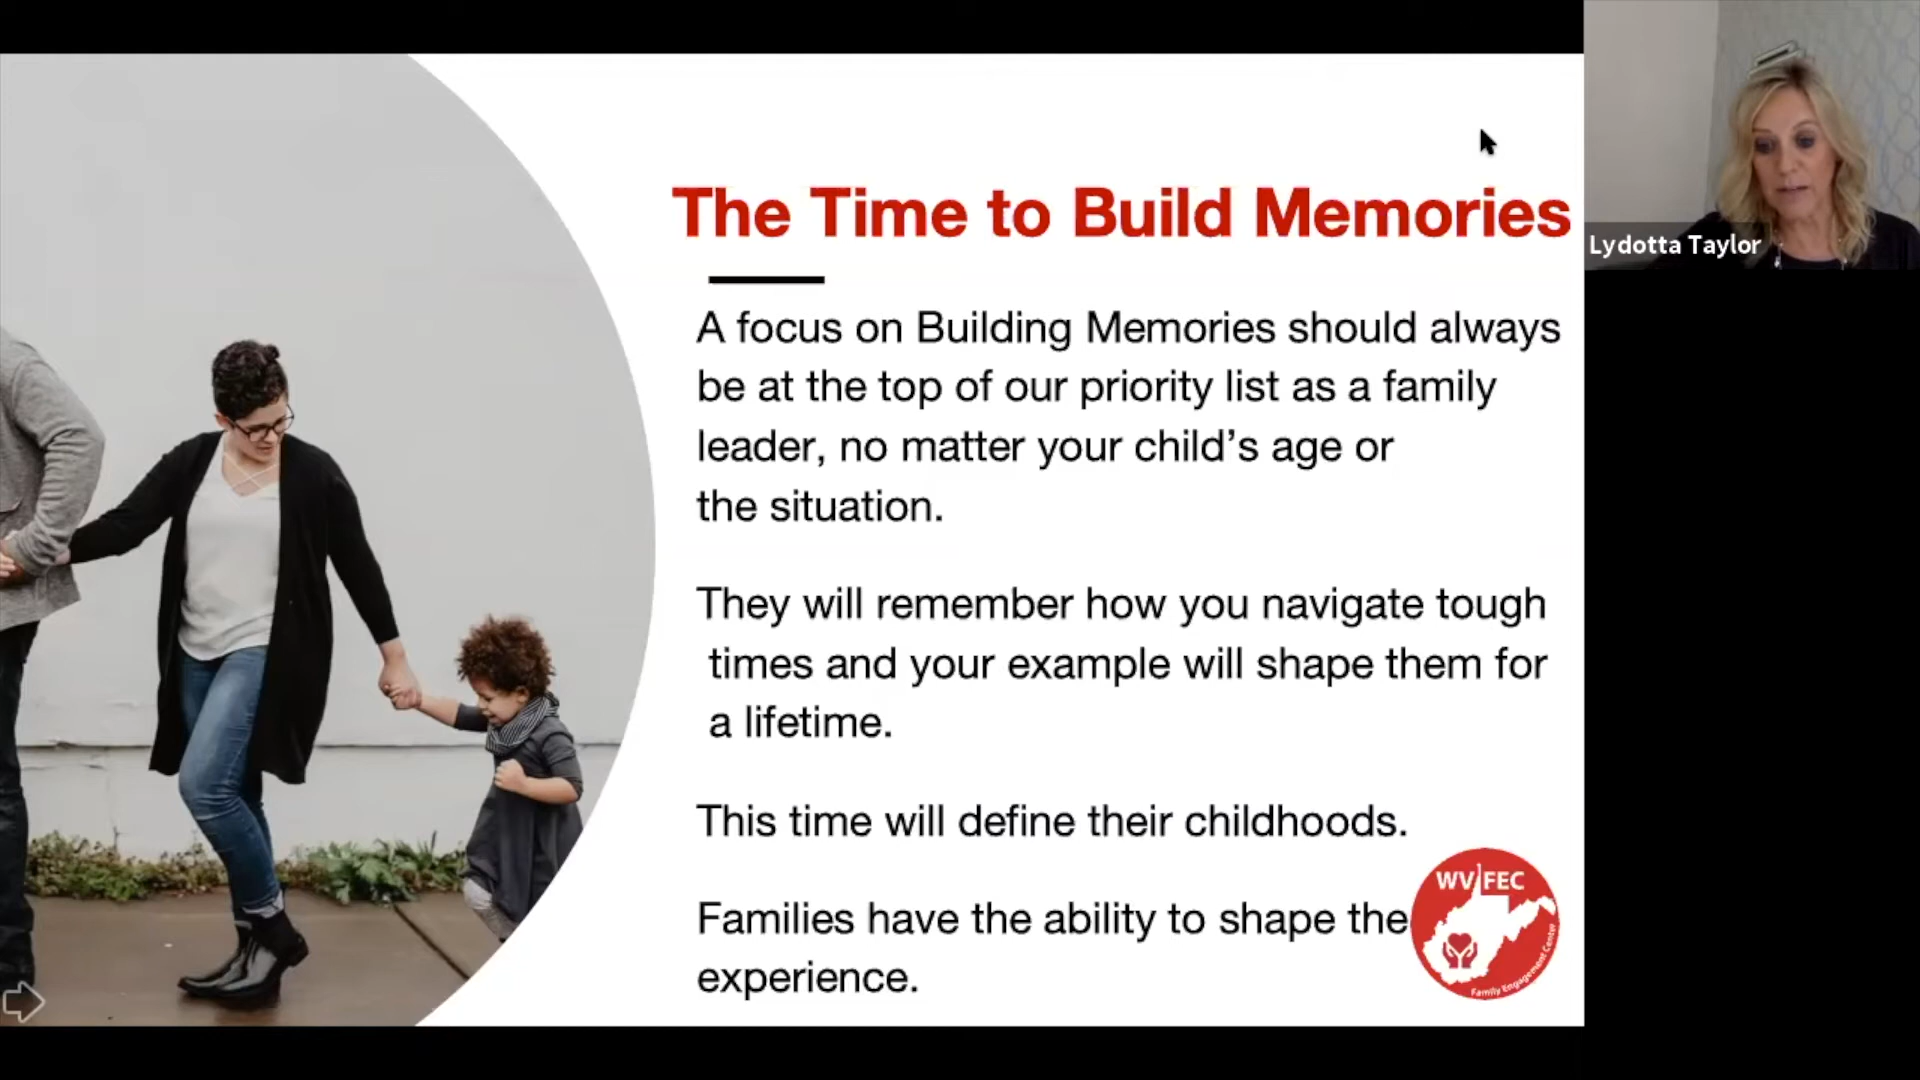 The Time to Build Memories
A focus on Building Memories should always
be at the top of our priority list as a family
leader, no matter your child’s age or
the situation.
They will remember how you navigate tough
times and your example will shape them for
a lifetime.
This time will define their childhoods.
Families have the ability to shape the
experience.
WV FEC
Family Engagement Center
Lydotta Taylor